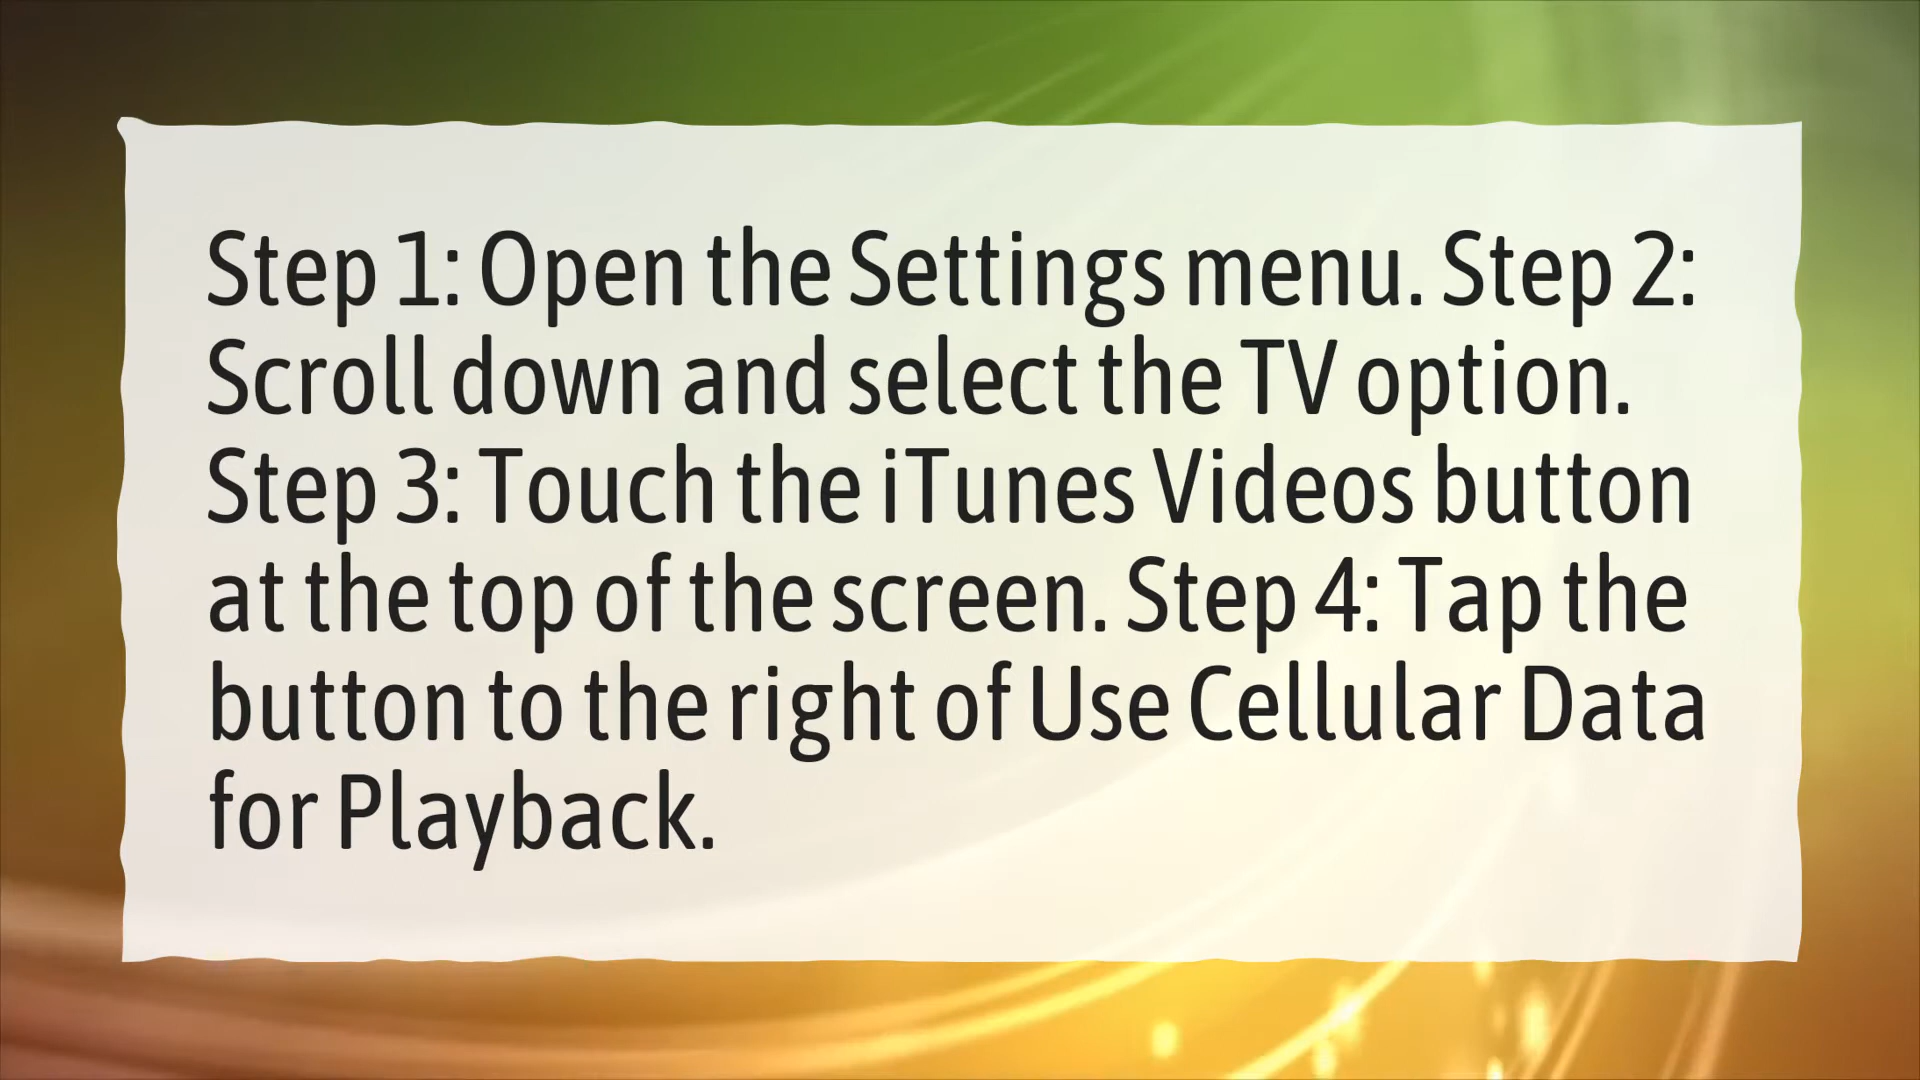 Step 1: Open the Settings menu. Step 2:
Scroll down and select the TV option.
Step 3: Touch the iTunes Videos button
at the top of the screen. Step 4: Tap the
button to the right of Use Cellular Data
for Playback.